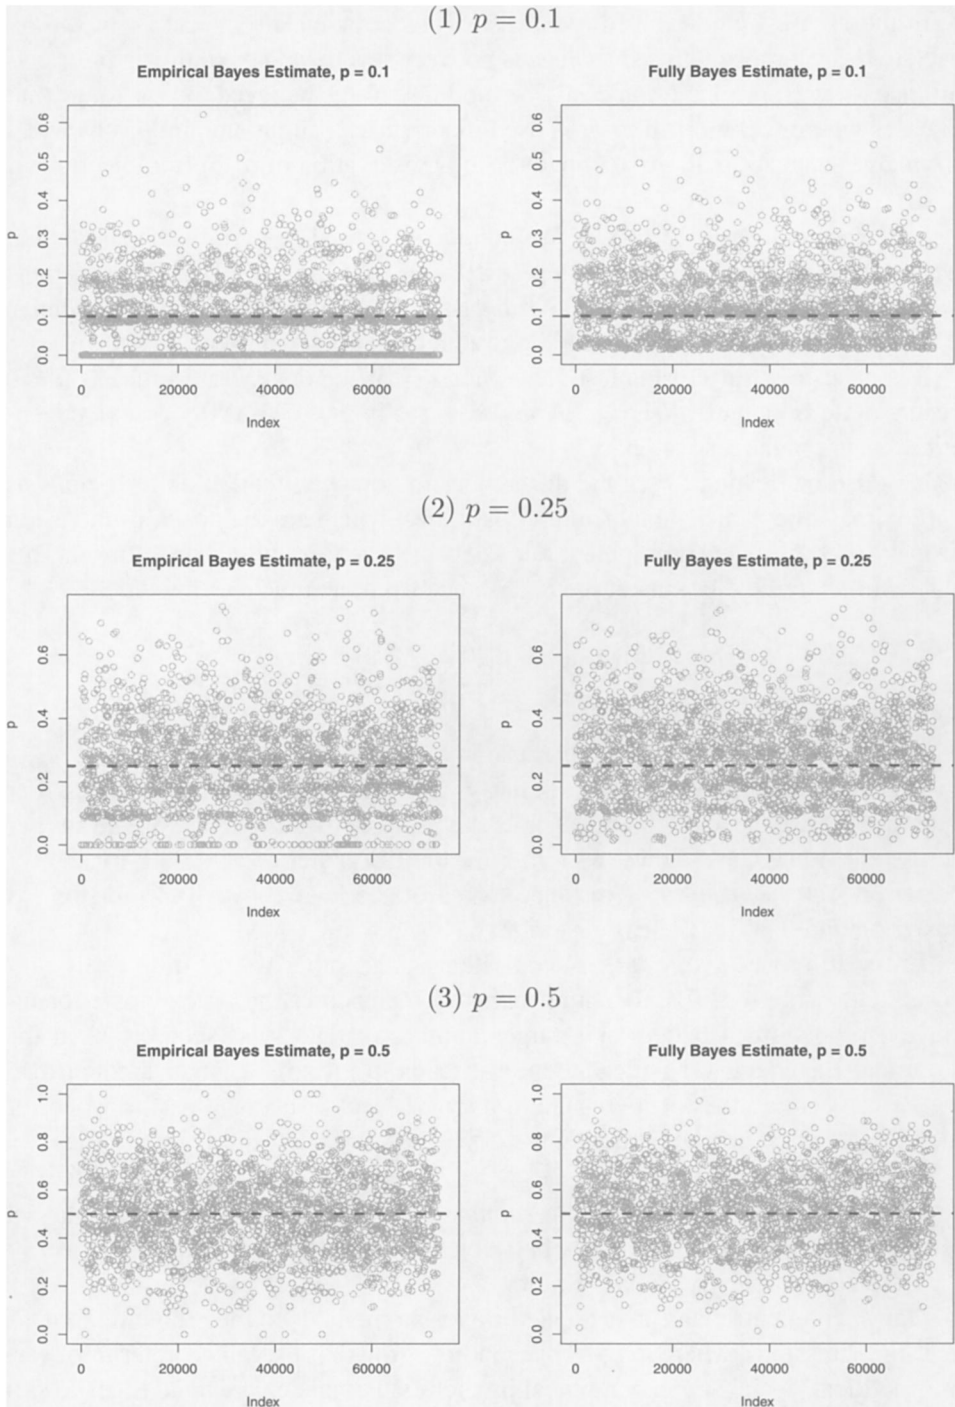 (1) p = 0.1
Empirical Bayes Estimate, p = 0.1
Fully Bayes Estimate, p = 0.1
p
0.0 0.1 0.2 0.3 0.4 0.5 0.6
0 20000 40000 60000
Index
p
0.0 0.1 0.2 0.3 0.4 0.5 0.6
0 20000 40000 60000
Index
(2) p = 0.25
Empirical Bayes Estimate, p = 0.25
Fully Bayes Estimate, p = 0.25
p
0.0 0.2 0.4 0.6
0 20000 40000 60000
Index
p
0.0 0.2 0.4 0.6
0 20000 40000 60000
Index
(3) p = 0.5
Empirical Bayes Estimate, p = 0.5
Fully Bayes Estimate, p = 0.5
p
0.0 0.2 0.4 0.6 0.8 1.0
0 20000 40000 60000
Index
p
0.0 0.2 0.4 0.6 0.8 1.0
0 20000 40000 60000
Index